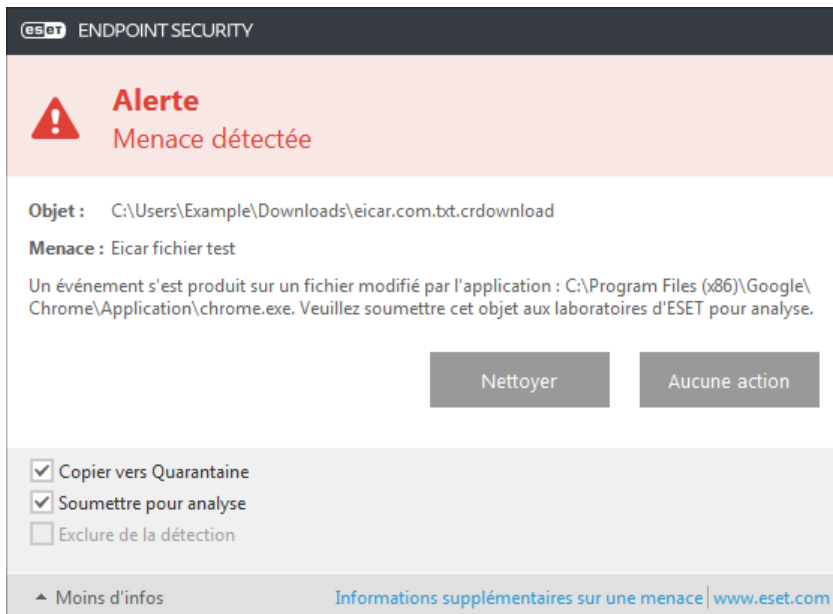 eset ENDPOINT SECURITY
Alerte
Menace détectée
Objet : C:\Users\Example\Downloads\eicar.com.txt.crdownload
Menace : Eicar fichier test
Un événement s'est produit sur un fichier modifié par l'application : C:\Program Files (x86)\Google\
Chrome\Application\chrome.exe. Veuillez soumettre cet objet aux laboratoires d'ESET pour analyse.
Nettoyer Aucune action
Copier vers Quarantaine
Soumettre pour analyse
Exclure de la détection
Moins d'infos Informations supplémentaires sur une menace | www.eset.com